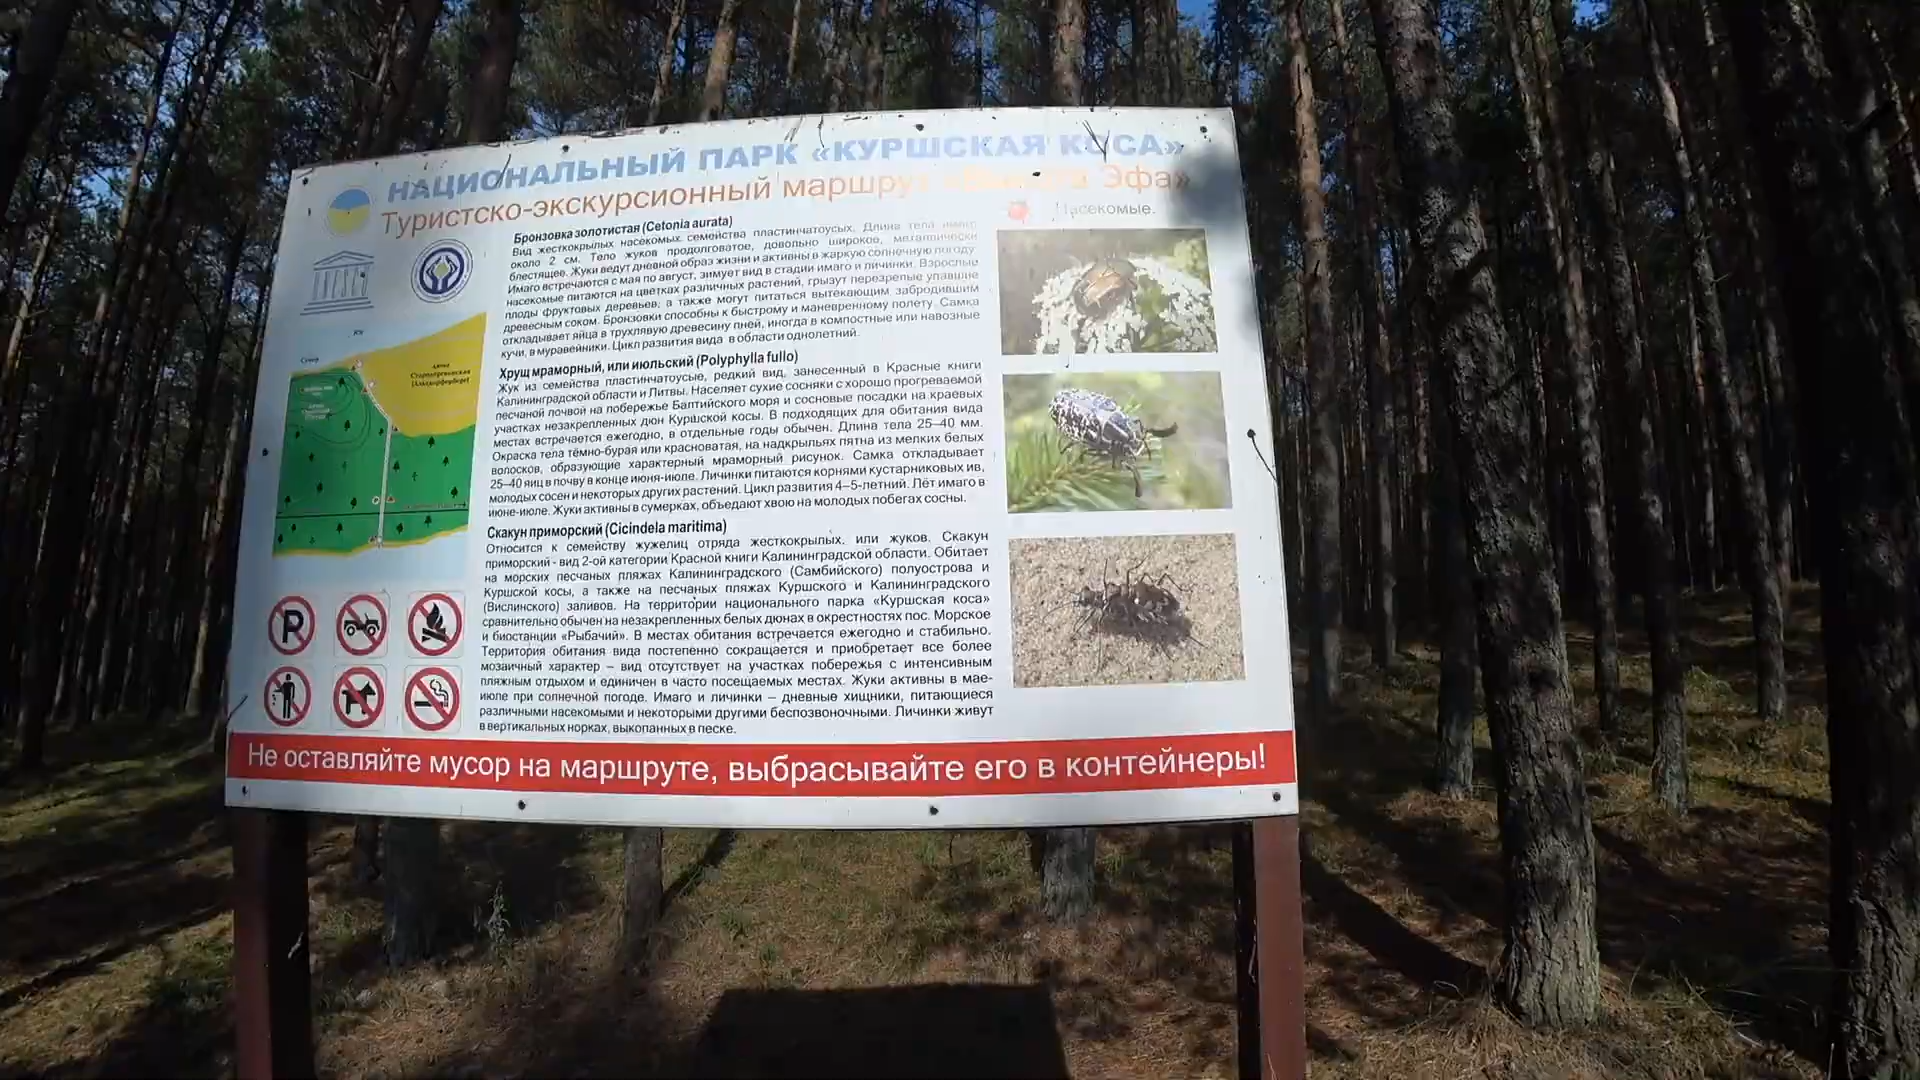 НАЦИОНАЛЬНЫЙ ПАРК «КУРШСКАЯ КОСА»
Туристско-экскурсионный маршрут Эфа»
Насекомые.
UNESCO
Юг
Север
дюна
Стародеревенская
(Альтдорфферберг)
Бронзовка золотистая (Cetonia aurata)
Вид жесткокрылых насекомых семейства пластинчатоусых. Длина тела имаго
около 2 см. Тело жуков продолговатое, довольно широкое, металлически
блестящее. Жуки ведут дневной образ жизни и активны в жаркую солнечную погоду.
Имаго встречаются с мая по август, зимует вид в стадии имаго и личинки. Взрослые
насекомые питаются на цветках различных растений, грызут перезрелые упавшие
плоды фруктовых деревьев, а также могут питаться вытекающим забродившим
древесным соком. Бронзовки способны к быстрому и маневренному полету. Самка
откладывает яйца в трухлявую древесину пней, иногда в компостные или навозные
кучи, в муравейники. Цикл развития вида в области однолетний.
Хрущ мраморный, или июльский (Polyphylla fullo)
Жук из семейства пластинчатоусые, редкий вид, занесенный в Красные книги
Калининградской области и Литвы. Населяет сухие сосняки с хорошо прогреваемой
песчаной почвой на побережье Балтийского моря и сосновые посадки на краевых
участках незакрепленных дюн Куршской косы. В подходящих для обитания вида
местах встречается ежегодно, в отдельные годы обычен. Длина тела 25–40 мм.
Окраска тела тёмно-бурая или красноватая, на надкрыльях пятна из мелких белых
волосков, образующие характерный мраморный рисунок. Самка откладывает
25–40 яиц в почву в конце июня-июле. Личинки питаются корнями кустарниковых ив,
молодых сосен и некоторых других растений. Цикл развития 4–5-летний. Лёт имаго в
июне-июле. Жуки активны в сумерках, объедают хвою на молодых побегах сосны.
Скакун приморский (Cicindela maritima)
Относится к семейству жужелиц отряда жесткокрылых, или жуков. Скакун
приморский - вид 2-ой категории Красной книги Калининградской области. Обитает
на морских песчаных пляжах Калининградского (Самбийского) полуострова и
Куршской косы, а также на песчаных пляжах Куршского и Калининградского
(Вислинского) заливов. На территории национального парка «Куршская коса»
сравнительно обычен на незакрепленных белых дюнах в окрестностях пос. Морское
и биостанции «Рыбачий». В местах обитания встречается ежегодно и стабильно.
Территория обитания вида постепенно сокращается и приобретает все более
мозаичный характер – вид отсутствует на участках побережья с интенсивным
пляжным отдыхом и единичен в часто посещаемых местах. Жуки активны в мае-
июле при солнечной погоде. Имаго и личинки – дневные хищники, питающиеся
различными насекомыми и некоторыми другими беспозвоночными. Личинки живут
в вертикальных норках, выкопанных в песке.
P
Не оставляйте мусор на маршруте, выбрасывайте его в контейнеры!